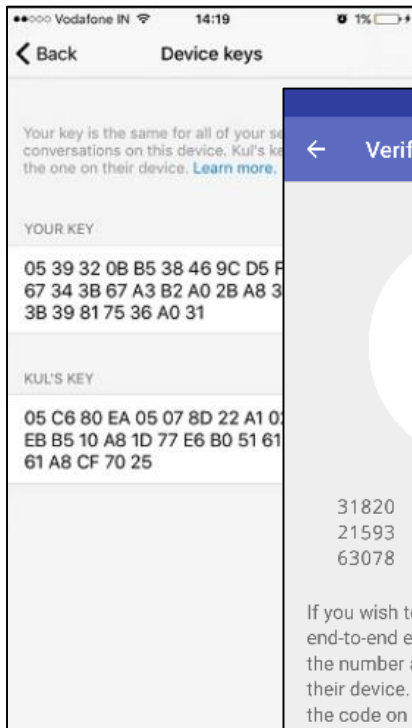 Vodafone IN 14:19 1%
Back Device keys
Your key is the same for all of your
conversations on this device. Kul's
the one on their device. Learn more.
YOUR KEY
05 39 32 0B B5 38 46 9C D5
67 34 3B 67 A3 B2 A0 2B A8
3B 39 81 75 36 A0 31
KUL'S KEY
05 C6 80 EA 05 07 8D 22 A1
EB B5 10 A8 1D 77 E6 B0 51 61
61 A8 CF 70 25
Verif
31820
21593
63078
If you wish
end-to-end
the number
their device.
the code on